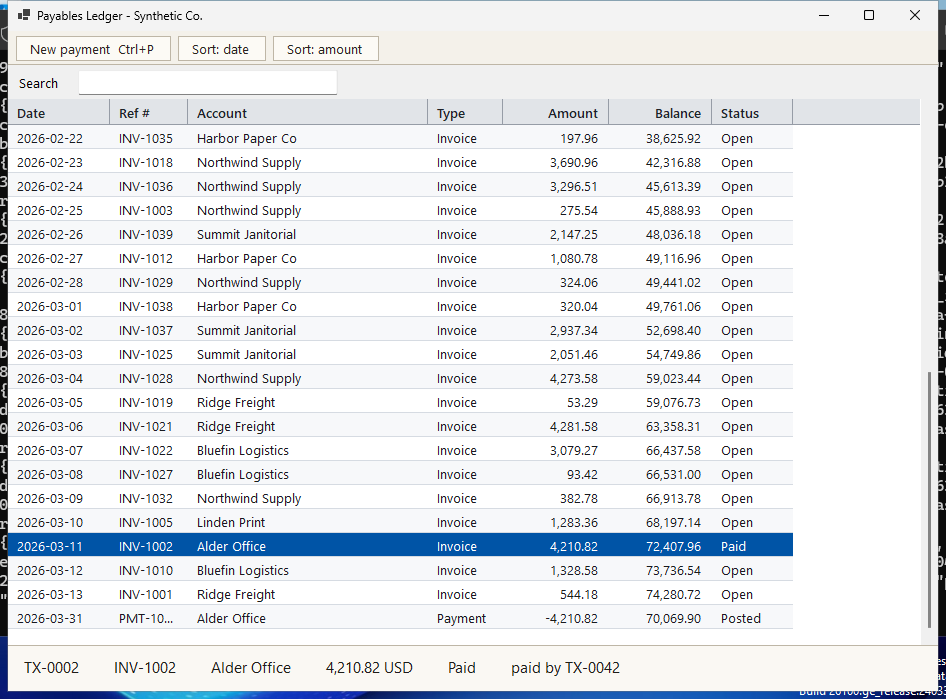 Payables Ledger - Synthetic Co.
New payment Ctrl+P Sort: date Sort: amount
Search
Date Ref # Account Type Amount Balance Status
2026-02-22 INV-1035 Harbor Paper Co Invoice 197.96 38,625.92 Open
2026-02-23 INV-1018 Northwind Supply Invoice 3,690.96 42,316.88 Open
2026-02-24 INV-1036 Northwind Supply Invoice 3,296.51 45,613.39 Open
2026-02-25 INV-1003 Northwind Supply Invoice 275.54 45,888.93 Open
2026-02-26 INV-1039 Summit Janitorial Invoice 2,147.25 48,036.18 Open
2026-02-27 INV-1012 Harbor Paper Co Invoice 1,080.78 49,116.96 Open
2026-02-28 INV-1029 Northwind Supply Invoice 324.06 49,441.02 Open
2026-03-01 INV-1038 Harbor Paper Co Invoice 320.04 49,761.06 Open
2026-03-02 INV-1037 Summit Janitorial Invoice 2,937.34 52,698.40 Open
2026-03-03 INV-1025 Summit Janitorial Invoice 2,051.46 54,749.86 Open
2026-03-04 INV-1028 Northwind Supply Invoice 4,273.58 59,023.44 Open
2026-03-05 INV-1019 Ridge Freight Invoice 53.29 59,076.73 Open
2026-03-06 INV-1021 Ridge Freight Invoice 4,281.58 63,358.31 Open
2026-03-07 INV-1022 Bluefin Logistics Invoice 3,079.27 66,437.58 Open
2026-03-08 INV-1027 Bluefin Logistics Invoice 93.42 66,531.00 Open
2026-03-09 INV-1032 Northwind Supply Invoice 382.78 66,913.78 Open
2026-03-10 INV-1005 Linden Print Invoice 1,283.36 68,197.14 Open
2026-03-11 INV-1002 Alder Office Invoice 4,210.82 72,407.96 Paid
2026-03-12 INV-1010 Bluefin Logistics Invoice 1,328.58 73,736.54 Open
2026-03-13 INV-1001 Ridge Freight Invoice 544.18 74,280.72 Open
2026-03-31 PMT-10... Alder Office Payment -4,210.82 70,069.90 Posted
TX-0002 INV-1002 Alder Office 4,210.82 USD Paid paid by TX-0042